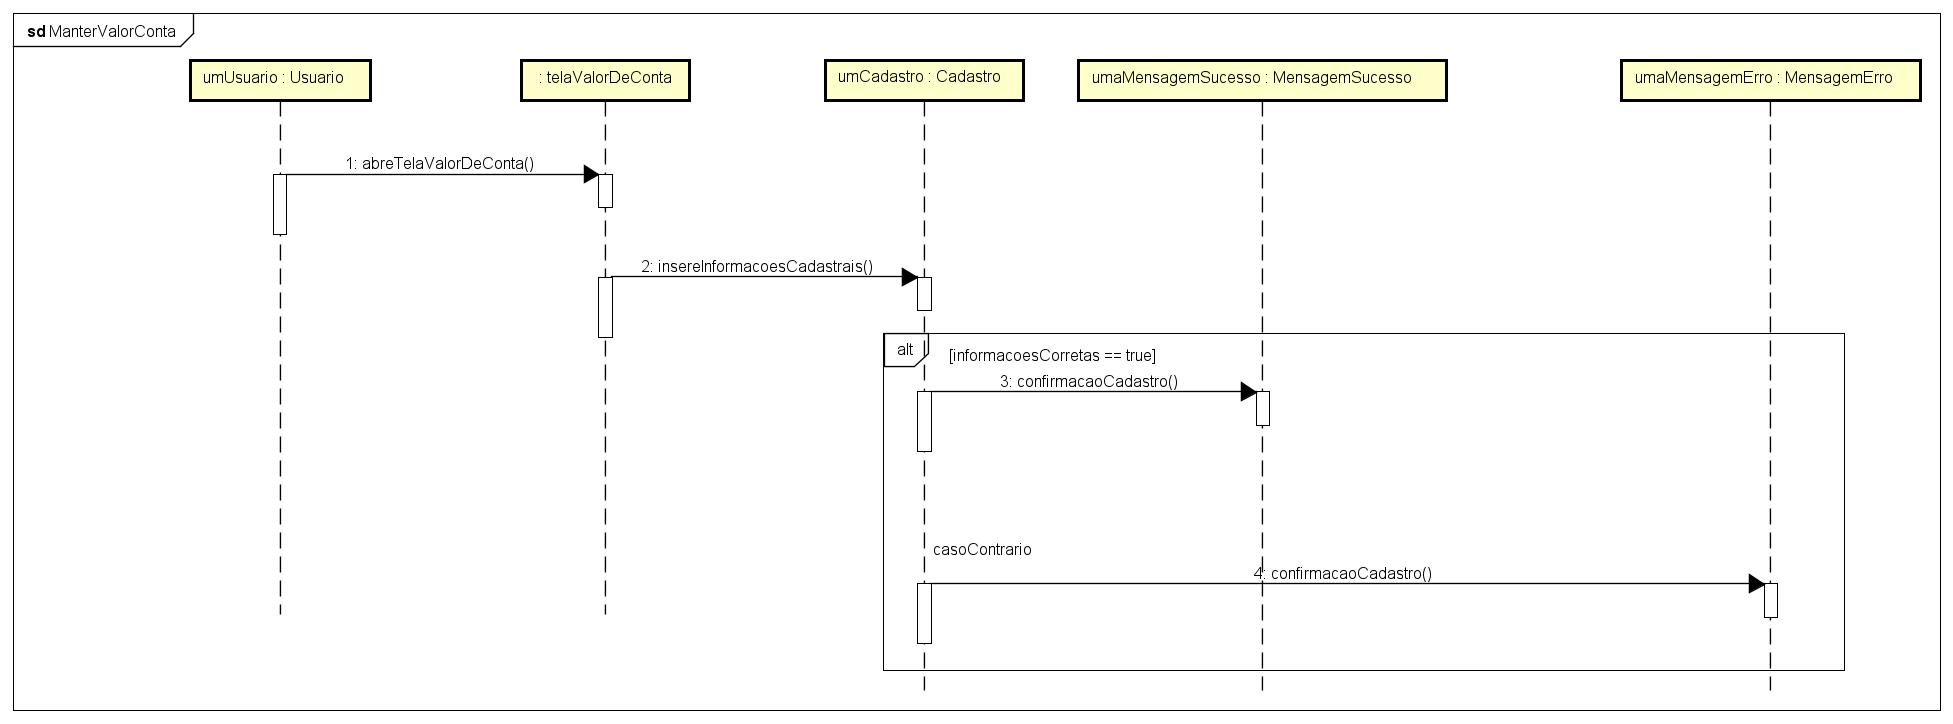 sd ManterValorConta
umUsuario : Usuario
: telaValorDeConta
umCadastro : Cadastro
umaMensagemSucesso : MensagemSucesso
umaMensagemErro : MensagemErro
1: abreTelaValorDeConta()
2: insereInformacoesCadastrais()
alt
[informacoesCorretas == true]
3: confirmacaoCadastro()
casoContrario
4: confirmacaoCadastro()